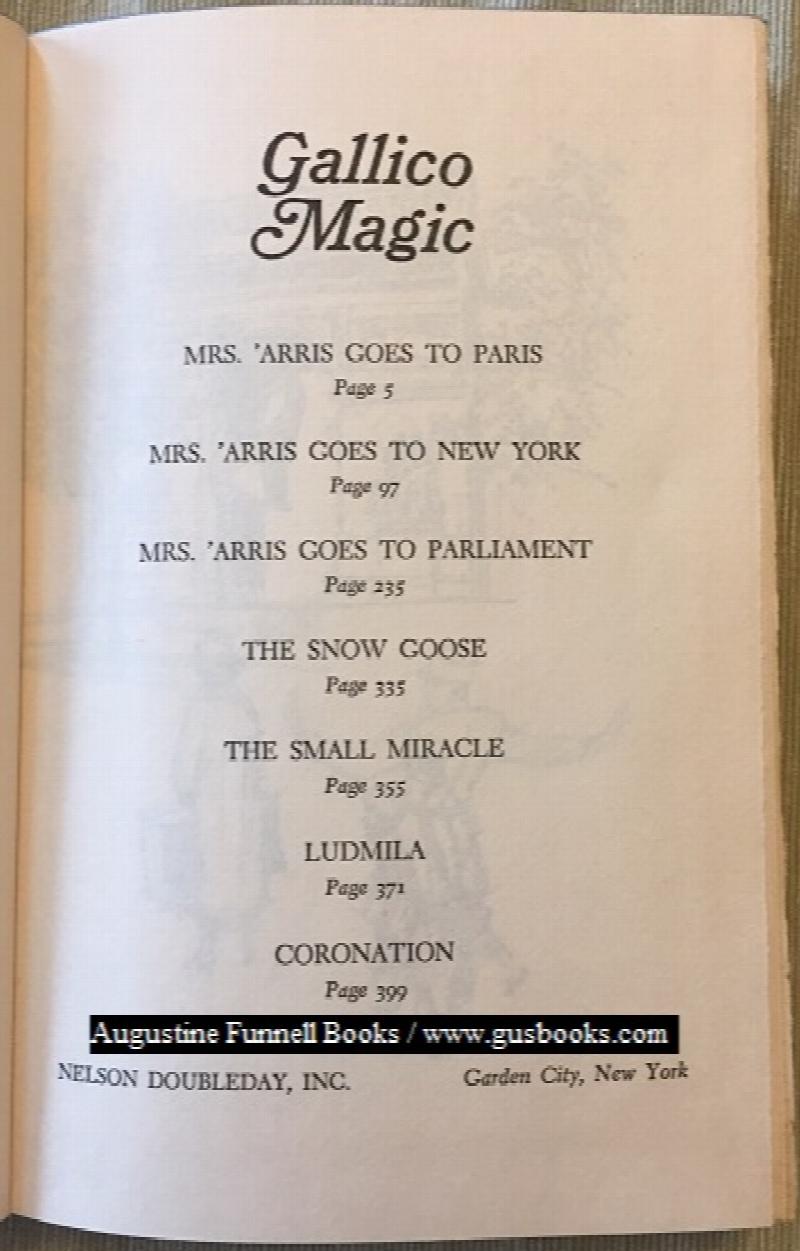 Gallico
Magic
MRS. 'ARRIS GOES TO PARIS
Page 5
MRS. 'ARRIS GOES TO NEW YORK
Page 97
MRS. 'ARRIS GOES TO PARLIAMENT
Page 235
THE SNOW GOOSE
Page 335
THE SMALL MIRACLE
Page 355
LUDMILA
Page 371
CORONATION
Page 399
Augustine Funnell Books / www.gusbooks.com
NELSON DOUBLEDAY, INC. Garden City, New York